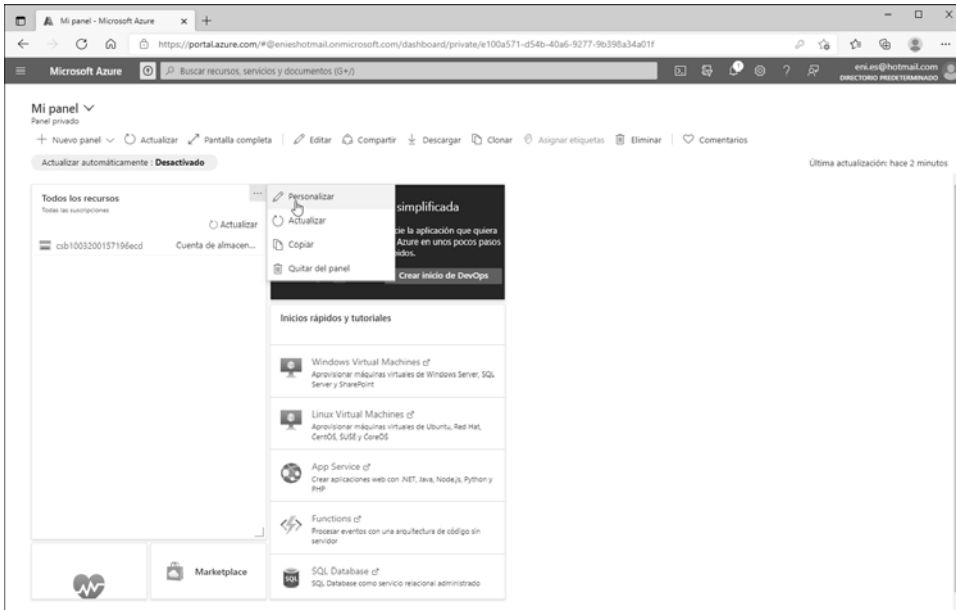 Mi panel - Microsoft Azure
https://portal.azure.com/#@enieshotmail.onmicrosoft.com/dashboard/private/e100a571-d54b-40a6-9277-9b398a34a01f
Microsoft Azure
Buscar recursos, servicios y documentos (G+/)
eni.es@hotmail.com
DIRECTORIO PREDETERMINADO
Mi panel
Panel privado
Nuevo panel Actualizar Pantalla completa Editar Compartir Descargar Clonar Asignar etiquetas Eliminar Comentarios
Actualizar automáticamente : Desactivado
Última actualización: hace 2 minutos
Todos los recursos
Todas las suscripciones
Actualizar
csb1003200157196ecd Cuenta de almacen...
Personalizar
Actualizar
Copiar
Quitar del panel
simplificada
cie la aplicación que quiera
Azure en unos pocos pasos
idos.
Crear inicio de DevOps
Inicios rápidos y tutoriales
Windows Virtual Machines
Aprovisionar máquinas virtuales de Windows Server, SQL
Server y SharePoint
Linux Virtual Machines
Aprovisionar máquinas virtuales de Ubuntu, Red Hat,
CentOS, SUSE y CoreOS
App Service
Crear aplicaciones web con .NET, Java, Node.js, Python y
PHP
Functions
Procesar eventos con una arquitectura de código sin
servidor
SQL
SQL Database
SQL Database como servicio relacional administrado
Marketplace